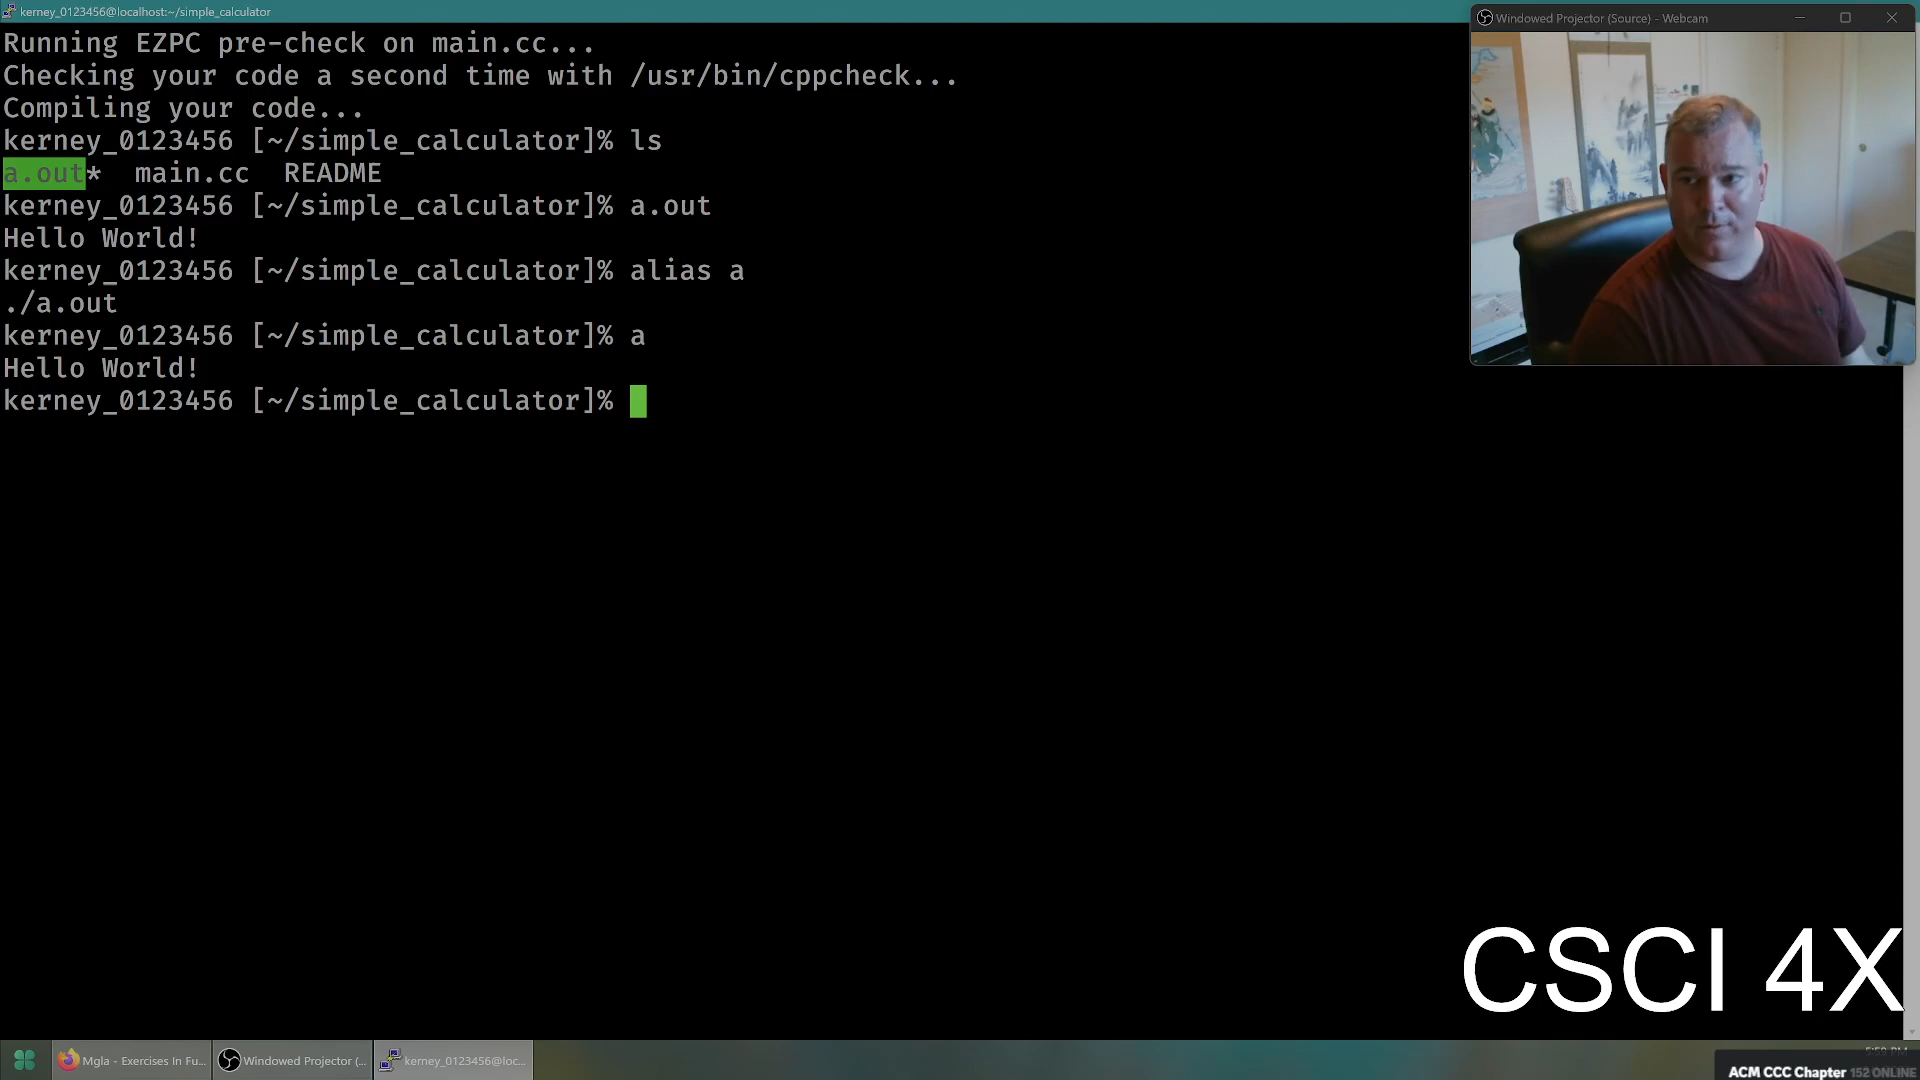 kerney_0123456@localhost:~/simple_calculator
Windowed Projector (Source) - Webcam
Running EZPC pre-check on main.cc...
Checking your code a second time with /usr/bin/cppcheck...
Compiling your code...
kerney_0123456 [~/simple_calculator]% ls
a.out*  main.cc  README
kerney_0123456 [~/simple_calculator]% a.out
Hello World!
kerney_0123456 [~/simple_calculator]% alias a
./a.out
kerney_0123456 [~/simple_calculator]% a
Hello World!
kerney_0123456 [~/simple_calculator]%
CSCI 4X
Mgla - Exercises In Fu...
Windowed Projector (...
kerney_0123456@loc...
ACM CCC Chapter 152 ONLINE